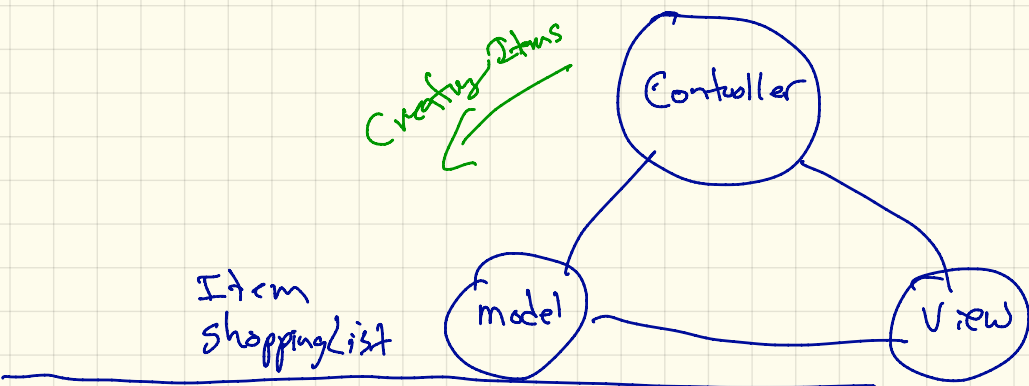 Creating Items
Controller
Item
ShoppingList
model
View